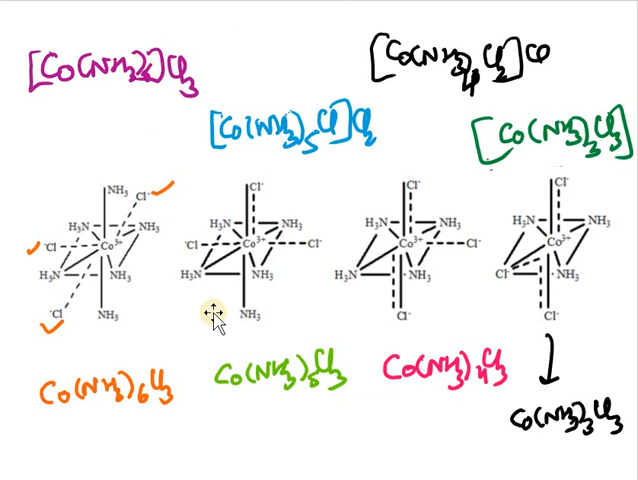 [Co(NH3)6]Cl3
[Co(NH3)4Cl2]Cl
[Co(NH3)5Cl]Cl2
[Co(NH3)3Cl3]
NH3 Cl-
H3N NH3
-Cl Co3+
H3N NH3
-Cl NH3
Cl-
H3N NH3
Cl- Co3+ Cl-
H3N NH3
NH3
Cl-
H3N NH3
Co3+ Cl-
H3N NH3
Cl-
Cl-
H3N NH3
Co3+
Cl- NH3
Cl-
Co(NH3)6Cl3
Co(NH3)5Cl3
Co(NH3)4Cl3
Co(NH3)3Cl3